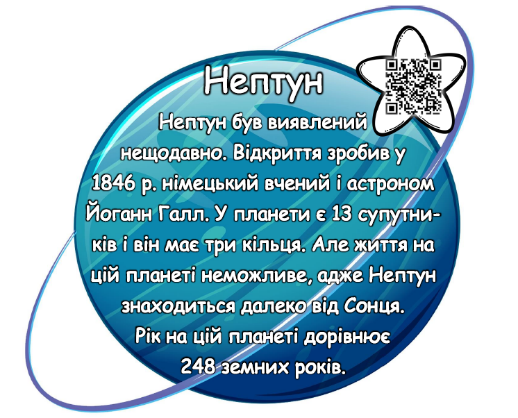 Нептун
Нептун був виявлений
нещодавно. Відкриття зробив у
1846 р. німецький вчений і астроном
Йоганн Галл. У планети є 13 супутни-
ків і він має три кільця. Але життя на
цій планеті неможливе, адже Нептун
знаходиться далеко від Сонця.
Рік на цій планеті дорівнює
248 земних років.